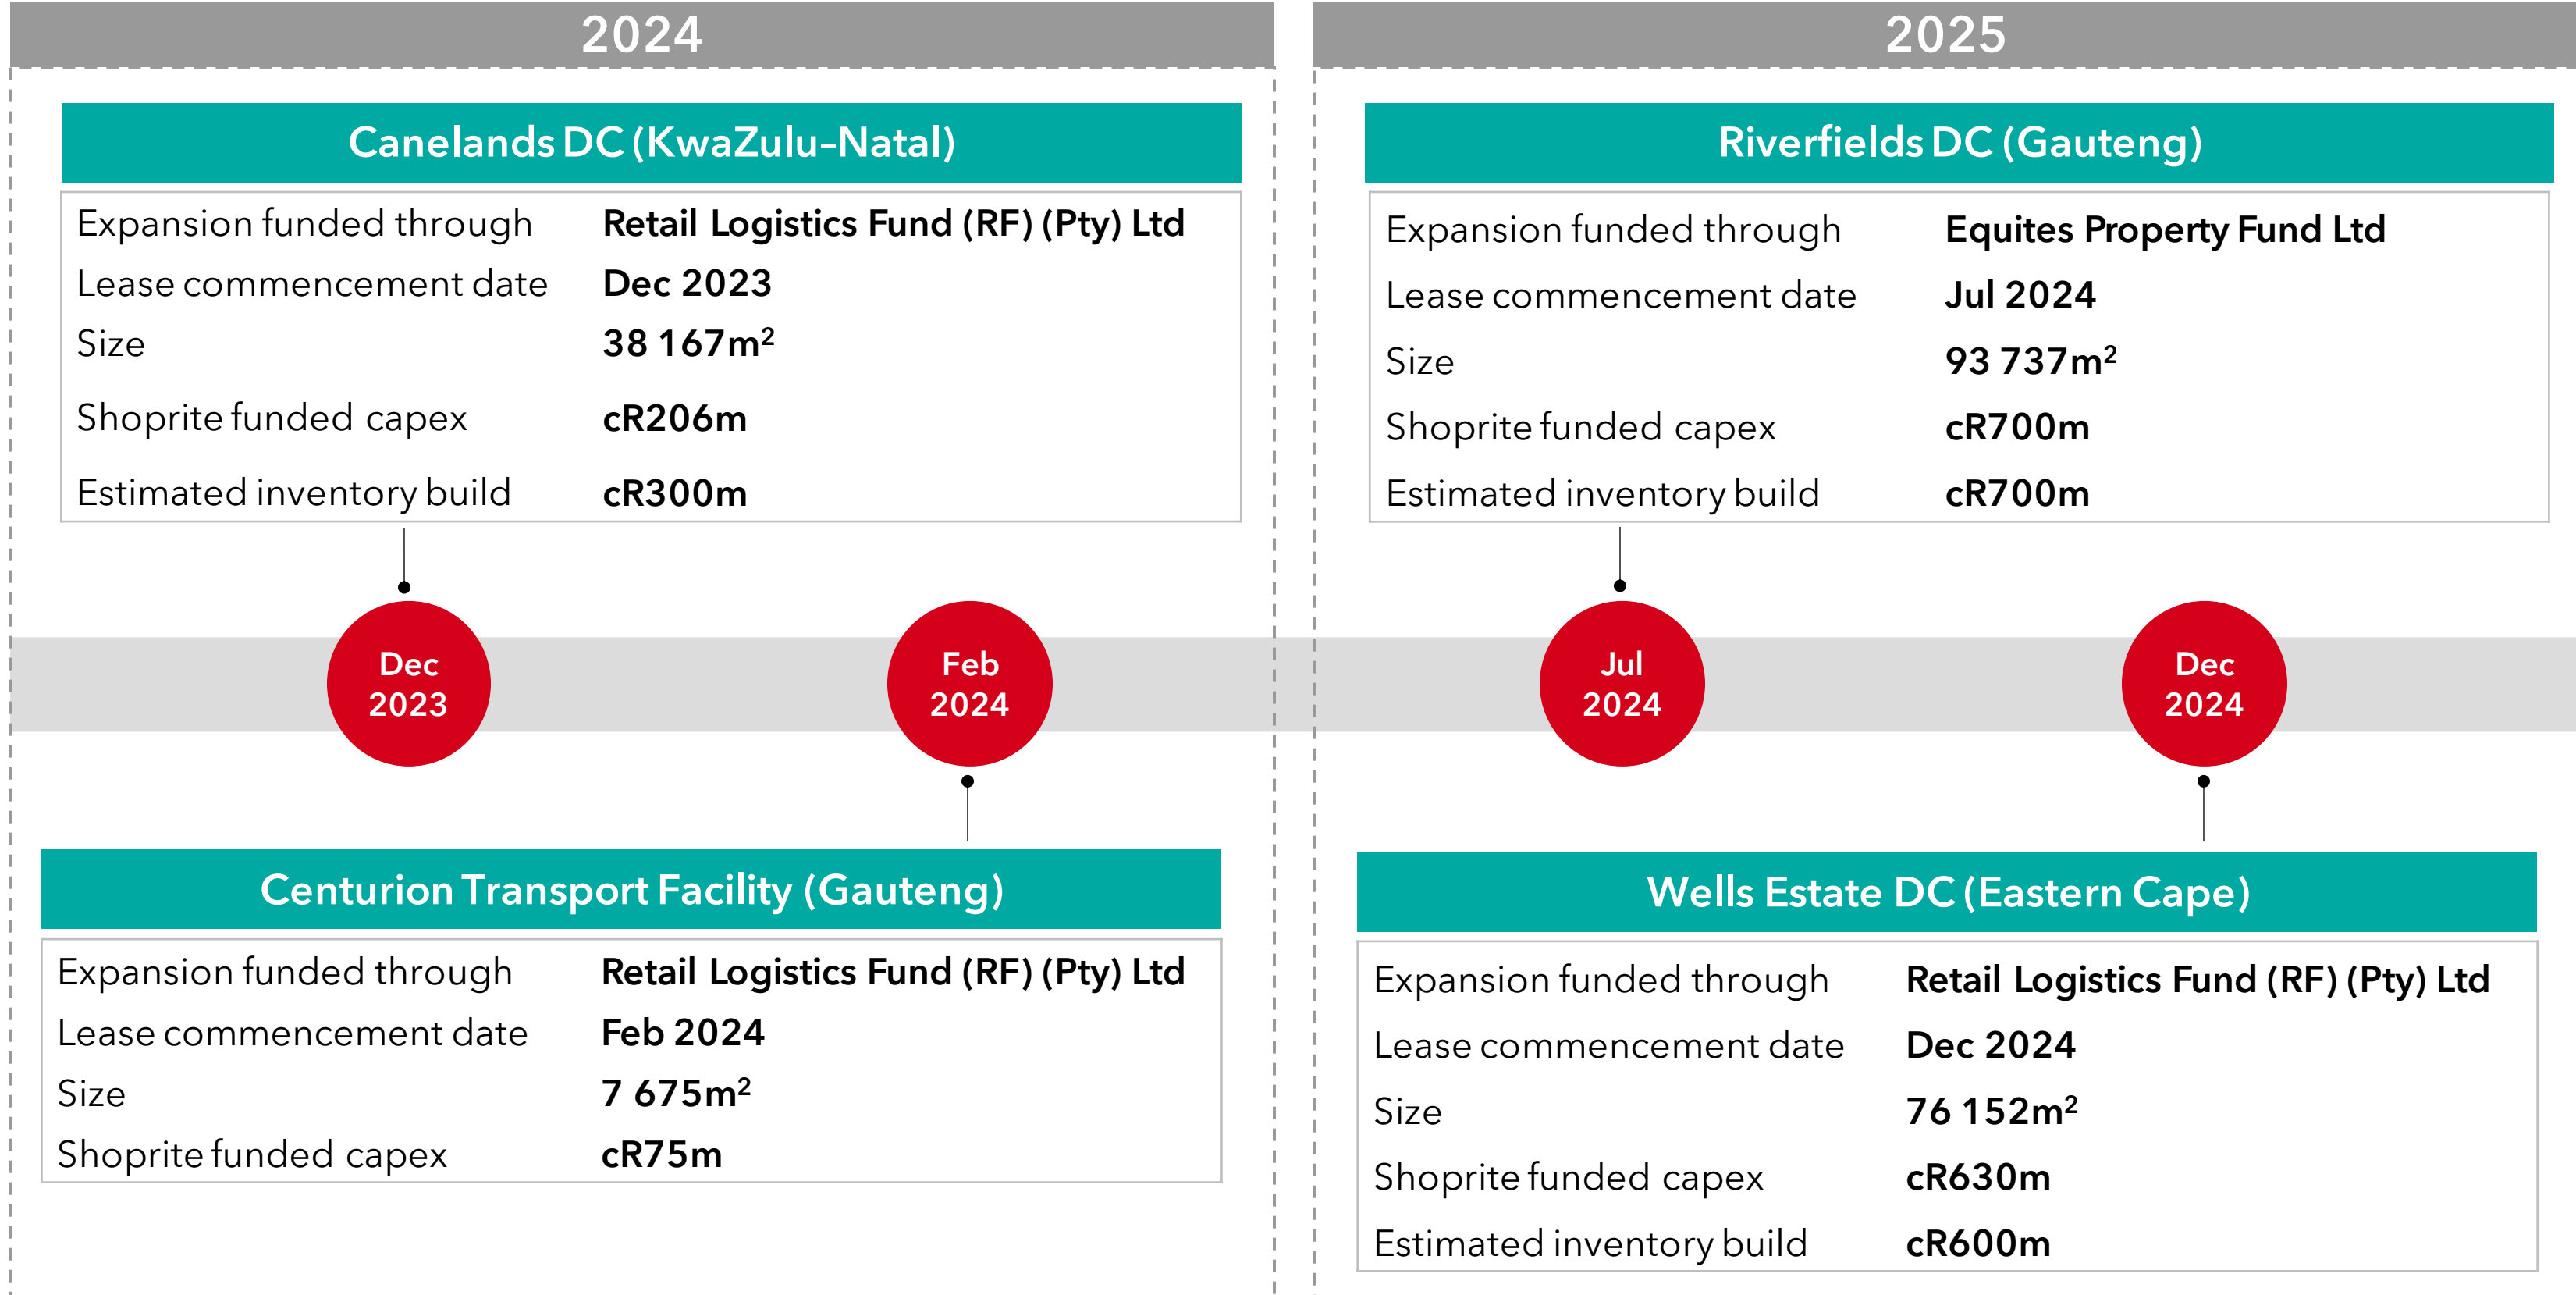 2024
Canelands DC (KwaZulu-Natal)
Expansion funded through Retail Logistics Fund (RF) (Pty) Ltd
Lease commencement date Dec 2023
Size 38 167m²
Shoprite funded capex cR206m
Estimated inventory build cR300m
2025
Riverfields DC (Gauteng)
Expansion funded through Equites Property Fund Ltd
Lease commencement date Jul 2024
Size 93 737m²
Shoprite funded capex cR700m
Estimated inventory build cR700m
Dec
2023
Feb
2024
Jul
2024
Dec
2024
Centurion Transport Facility (Gauteng)
Expansion funded through Retail Logistics Fund (RF) (Pty) Ltd
Lease commencement date Feb 2024
Size 7 675m²
Shoprite funded capex cR75m
Wells Estate DC (Eastern Cape)
Expansion funded through Retail Logistics Fund (RF) (Pty) Ltd
Lease commencement date Dec 2024
Size 76 152m²
Shoprite funded capex cR630m
Estimated inventory build cR600m